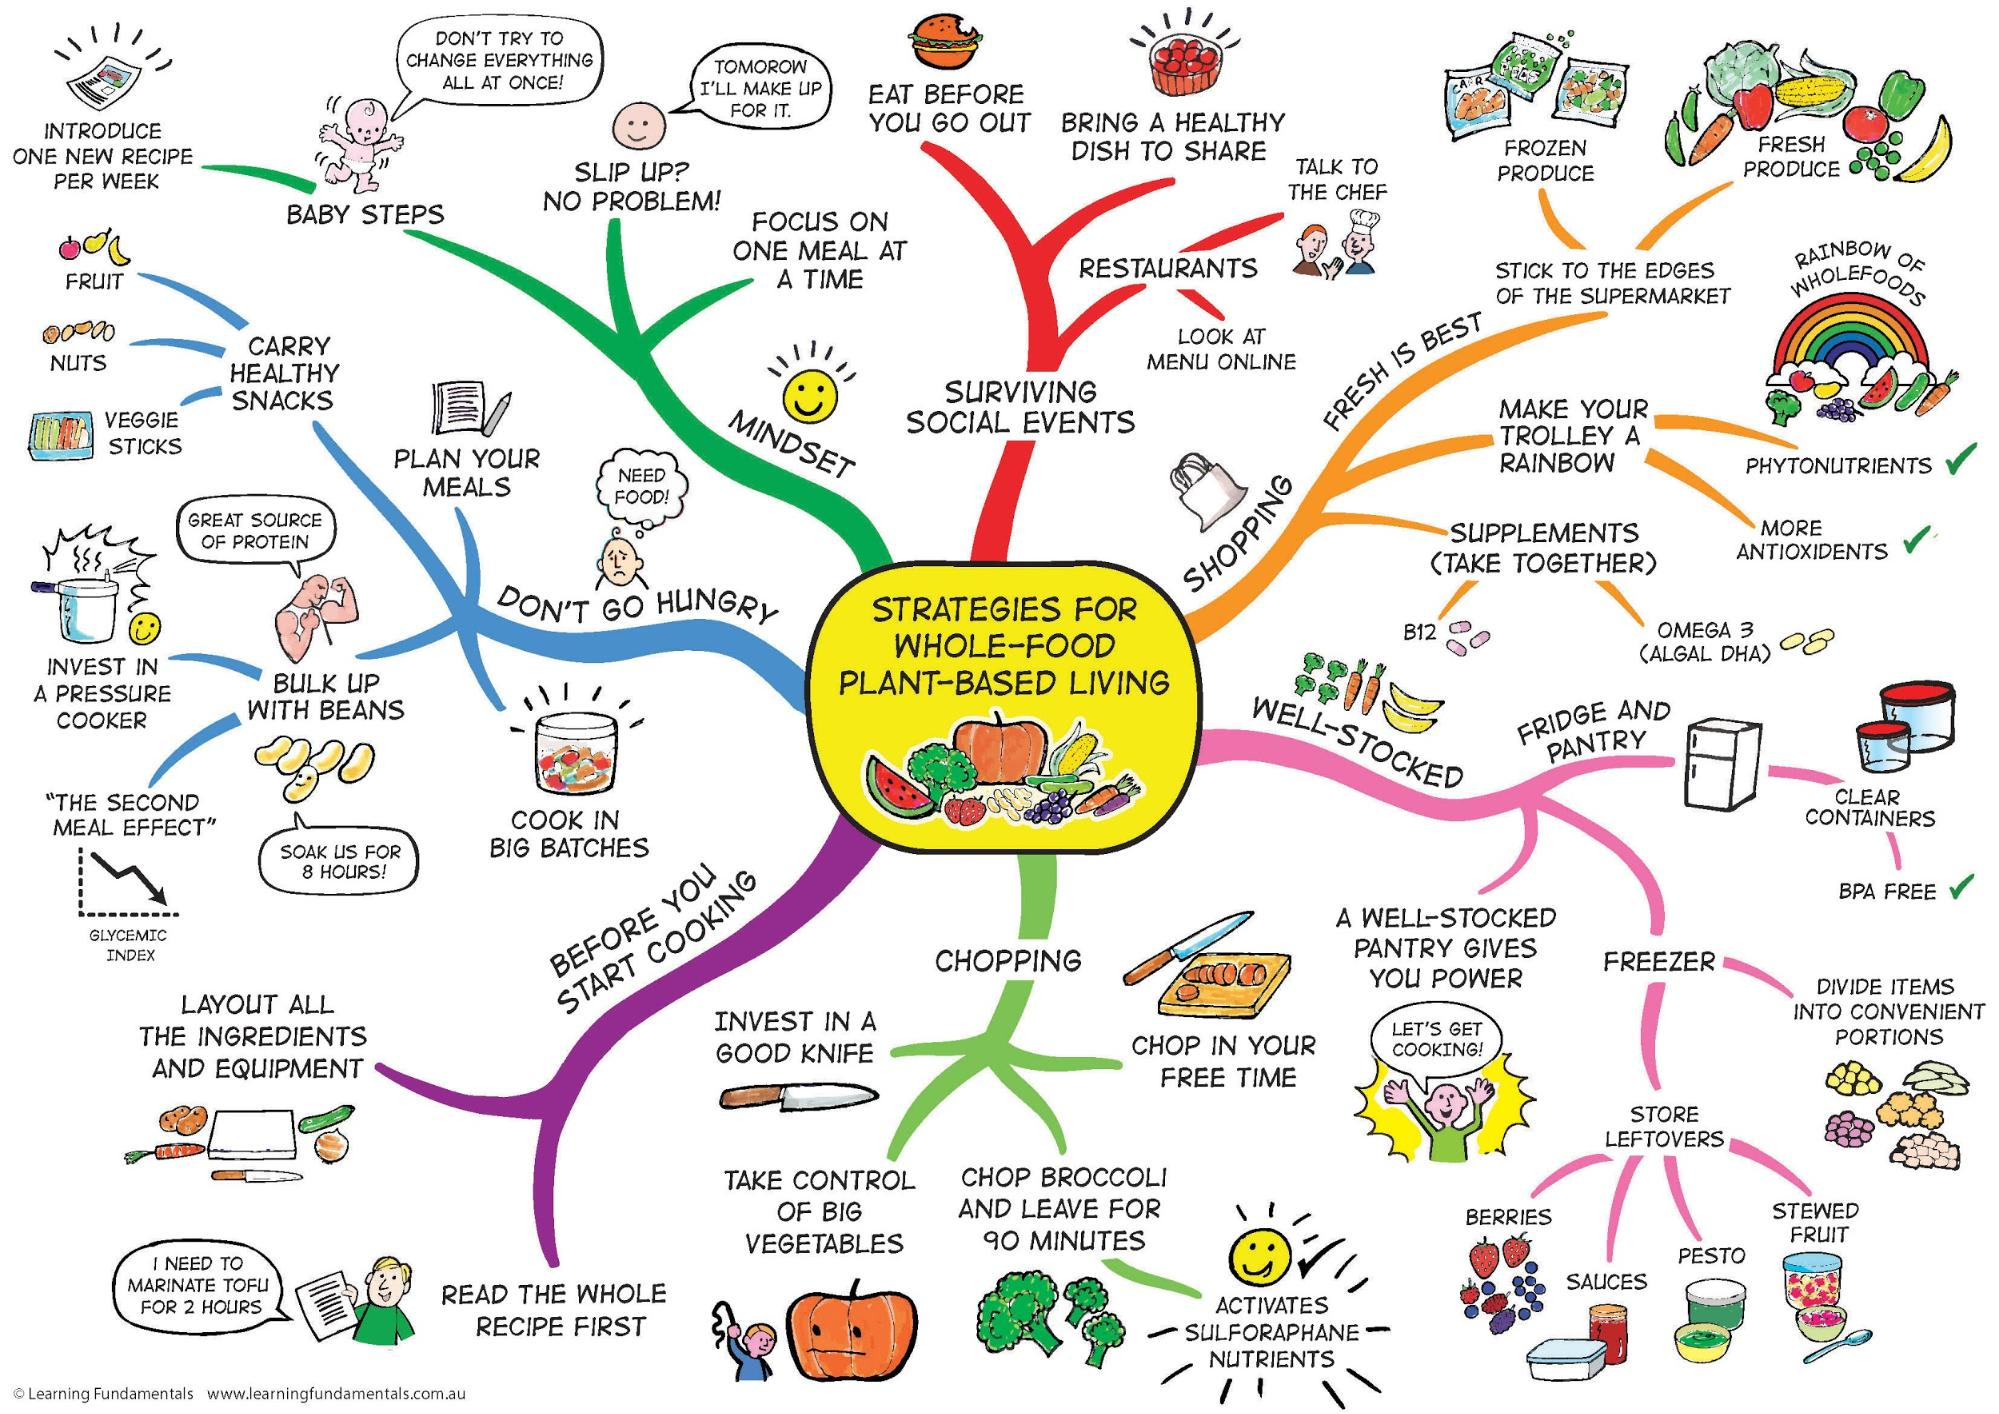 STRATEGIES FOR
WHOLE-FOOD
PLANT-BASED LIVING
MINDSET
BABY STEPS
DON'T TRY TO
CHANGE EVERYTHING
ALL AT ONCE!
INTRODUCE
ONE NEW RECIPE
PER WEEK
SLIP UP?
NO PROBLEM!
TOMOROW
I'LL MAKE UP
FOR IT.
FOCUS ON
ONE MEAL AT
A TIME
SURVIVING
SOCIAL EVENTS
EAT BEFORE
YOU GO OUT
BRING A HEALTHY
DISH TO SHARE
RESTAURANTS
TALK TO
THE CHEF
LOOK AT
MENU ONLINE
SHOPPING
FRESH IS BEST
STICK TO THE EDGES
OF THE SUPERMARKET
FROZEN
PRODUCE
PEAS
FRESH
PRODUCE
MAKE YOUR
TROLLEY A
RAINBOW
RAINBOW OF
WHOLEFOODS
PHYTONUTRIENTS
MORE
ANTIOXIDENTS
SUPPLEMENTS
(TAKE TOGETHER)
B12
OMEGA 3
(ALGAL DHA)
WELL-STOCKED
FRIDGE AND
PANTRY
CLEAR
CONTAINERS
BPA FREE
A WELL-STOCKED
PANTRY GIVES
YOU POWER
LET'S GET
COOKING!
FREEZER
DIVIDE ITEMS
INTO CONVENIENT
PORTIONS
STORE
LEFTOVERS
BERRIES
SAUCES
PESTO
STEWED
FRUIT
CHOPPING
INVEST IN A
GOOD KNIFE
CHOP IN YOUR
FREE TIME
TAKE CONTROL
OF BIG
VEGETABLES
CHOP BROCCOLI
AND LEAVE FOR
90 MINUTES
ACTIVATES
SULFORAPHANE
NUTRIENTS
BEFORE YOU
START COOKING
LAYOUT ALL
THE INGREDIENTS
AND EQUIPMENT
READ THE WHOLE
RECIPE FIRST
I NEED TO
MARINATE TOFU
FOR 2 HOURS
DON'T GO HUNGRY
NEED
FOOD!
PLAN YOUR
MEALS
CARRY
HEALTHY
SNACKS
FRUIT
NUTS
VEGGIE
STICKS
BULK UP
WITH BEANS
GREAT SOURCE
OF PROTEIN
INVEST IN
A PRESSURE
COOKER
"THE SECOND
MEAL EFFECT"
GLYCEMIC
INDEX
SOAK US FOR
8 HOURS!
COOK IN
BIG BATCHES
© Learning Fundamentals www.learningfundamentals.com.au